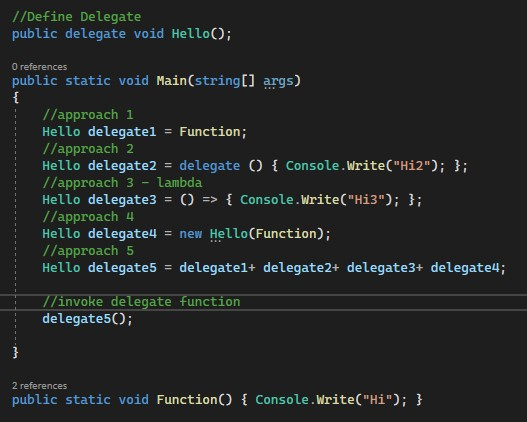 //Define Delegate
public delegate void Hello();
0 references
public static void Main(string[] args)
{
//approach 1
Hello delegate1 = Function;
//approach 2
Hello delegate2 = delegate () { Console.Write("Hi2"); };
//approach 3 - lambda
Hello delegate3 = () => { Console.Write("Hi3"); };
//approach 4
Hello delegate4 = new Hello(Function);
//approach 5
Hello delegate5 = delegate1+ delegate2+ delegate3+ delegate4;
//invoke delegate function
delegate5();
}
2 references
public static void Function() { Console.Write("Hi"); }